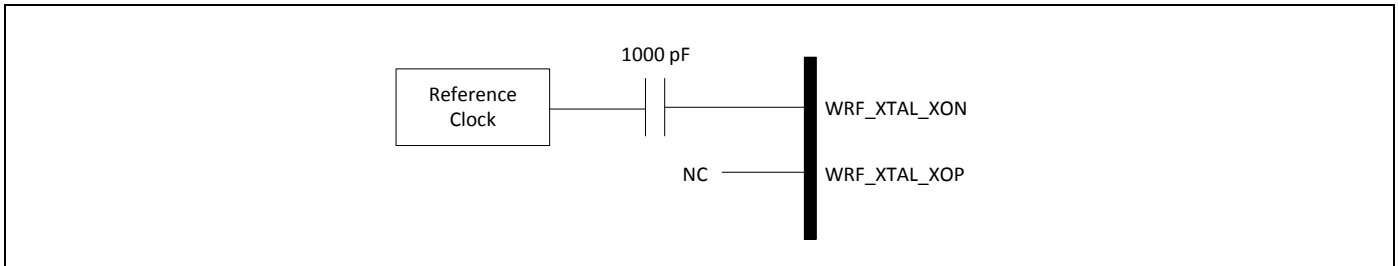 1000 pF
Reference
Clock
WRF_XTAL_XON
NC
WRF_XTAL_XOP